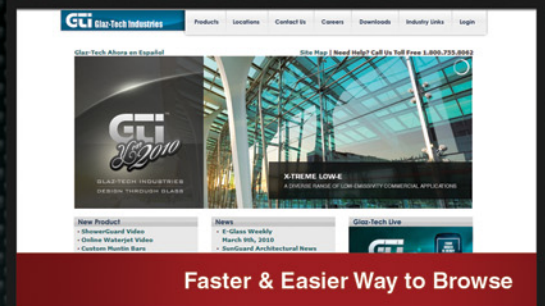 GTi Glaz-Tech Industries
Products Locations Contact Us Careers Downloads Industry Links Login
Glaz-Tech Ahora en Español
Site Map | Need Help? Call Us Toll Free 1.800.755.8062
GTi
2010
GLAZ-TECH INDUSTRIES
DESIGN THROUGH GLASS
X-TREME LOW-E
A DIVERSE RANGE OF LOW-EMISSIVITY COMMERCIAL APPLICATIONS
New Product
• ShowerGuard Video
• Online Waterjet Video
• Custom Muntin Bars
News
• E-Glass Weekly
March 9th, 2010
• SunGuard Architectural News
Glaz-Tech Live
GTi
Faster & Easier Way to Browse